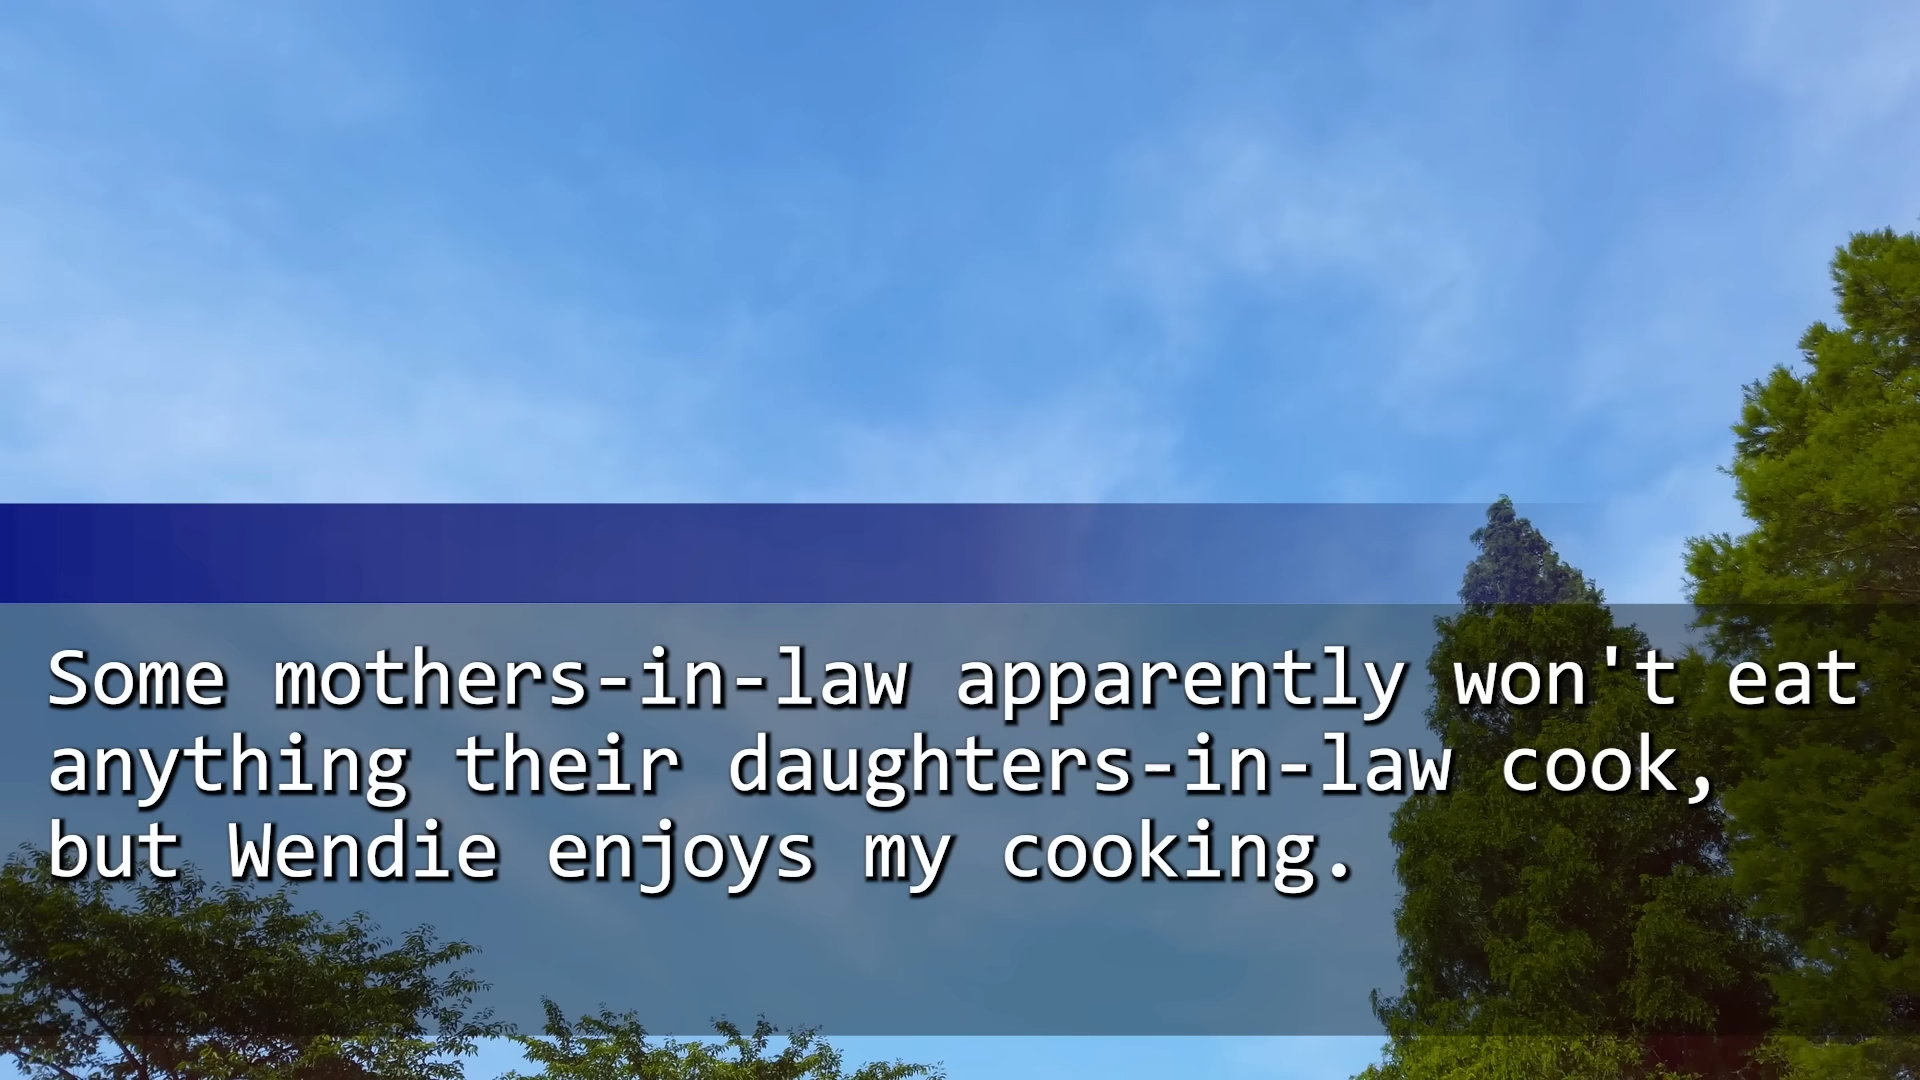 Some mothers-in-law apparently won't eat
anything their daughters-in-law cook,
but Wendie enjoys my cooking.